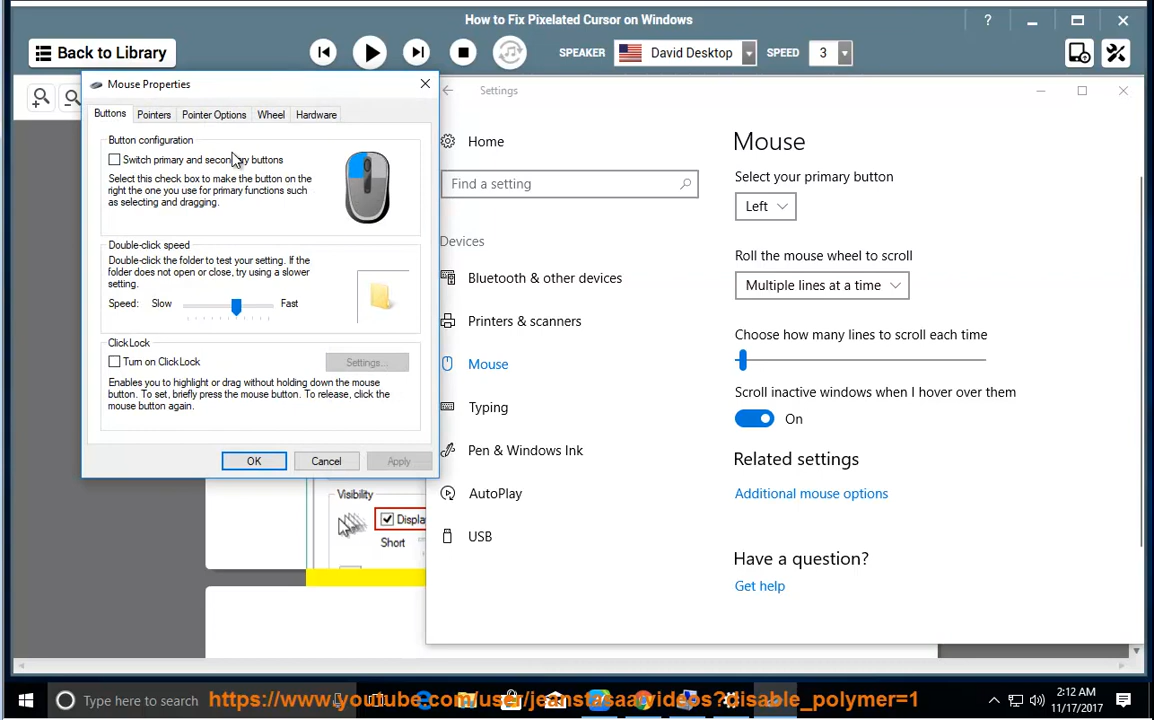 How to Fix Pixelated Cursor on Windows
?
Back to Library
SPEAKER David Desktop SPEED 3
Mouse Properties
Buttons Pointers Pointer Options Wheel Hardware
Button configuration
Switch primary and secondary buttons
Select this check box to make the button on the
right the one you use for primary functions such
as selecting and dragging.
Double-click speed
Double-click the folder to test your setting. If the
folder does not open or close, try using a slower
setting.
Speed: Slow Fast
ClickLock
Turn on ClickLock Settings...
Enables you to highlight or drag without holding down the mouse
button. To set, briefly press the mouse button. To release, click the
mouse button again.
OK Cancel Apply
Visibility
Short
Settings
Home
Find a setting
Devices
Bluetooth & other devices
Printers & scanners
Mouse
Typing
Pen & Windows Ink
AutoPlay
USB
Mouse
Select your primary button
Left
Roll the mouse wheel to scroll
Multiple lines at a time
Choose how many lines to scroll each time
Scroll inactive windows when I hover over them
On
Related settings
Additional mouse options
Have a question?
Get help
Type here to search
https://www.youtube.com/user/jeanstasaa/videos?disable_polymer=1
2:12 AM
11/17/2017